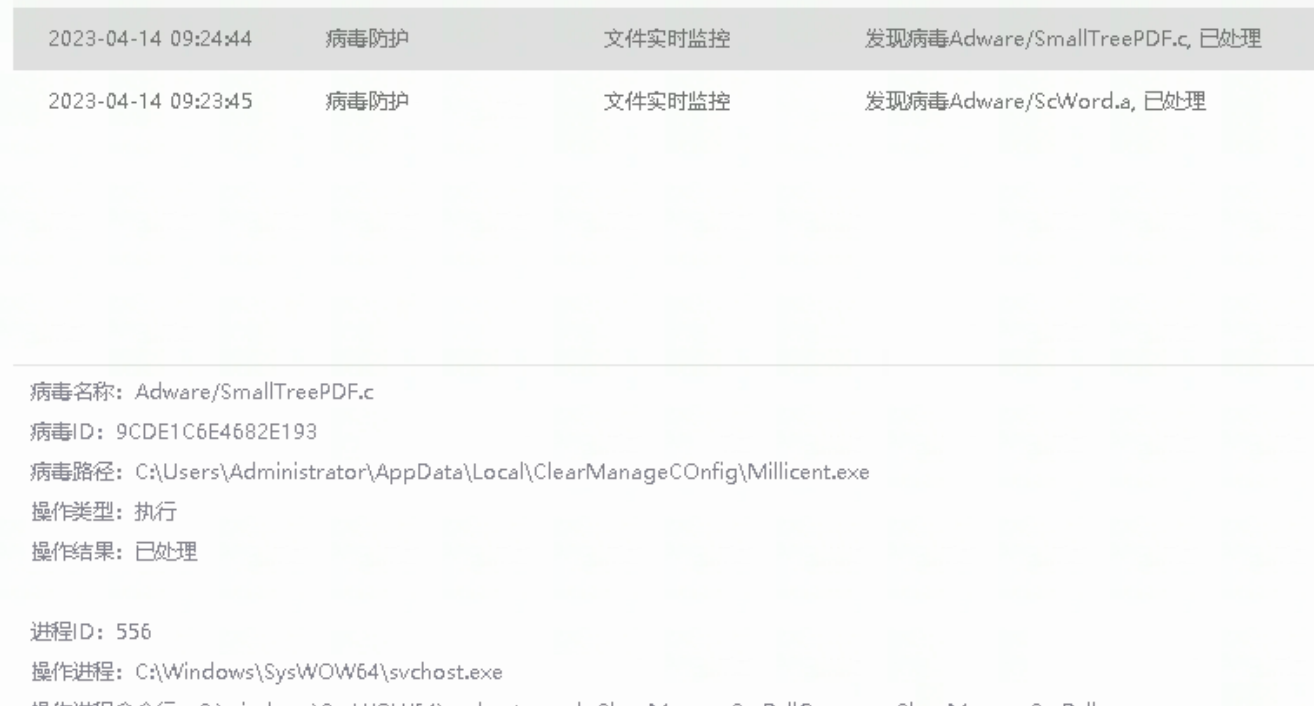 2023-04-14 09:24:44 病毒防护 文件实时监控 发现病毒Adware/SmallTreePDF.c, 已处理
2023-04-14 09:23:45 病毒防护 文件实时监控 发现病毒Adware/ScWord.a, 已处理
病毒名称：Adware/SmallTreePDF.c
病毒ID：9CDE1C6E4682E193
病毒路径：C:\Users\Administrator\AppData\Local\ClearManageCOnfig\Millicent.exe
操作类型：执行
操作结果：已处理
进程ID：556
操作进程：C:\Windows\SysWOW64\svchost.exe